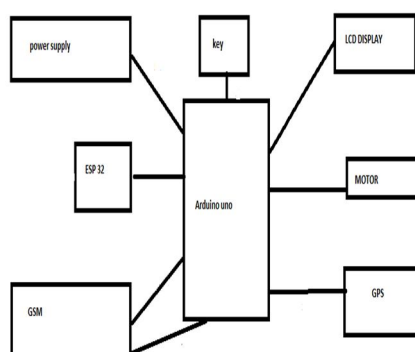 power supply
key
LCD DISPLAY
ESP 32
Arduino uno
MOTOR
GSM
GPS